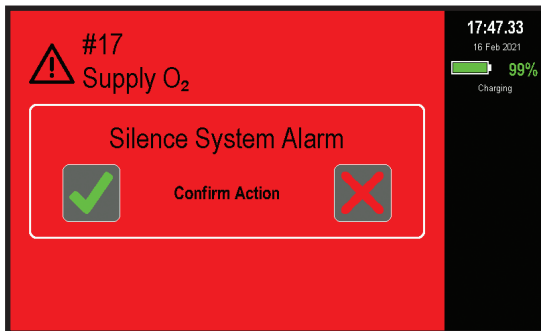 #17
Supply O₂
Silence System Alarm
Confirm Action
17:47.33
16 Feb 2021
99%
Charging